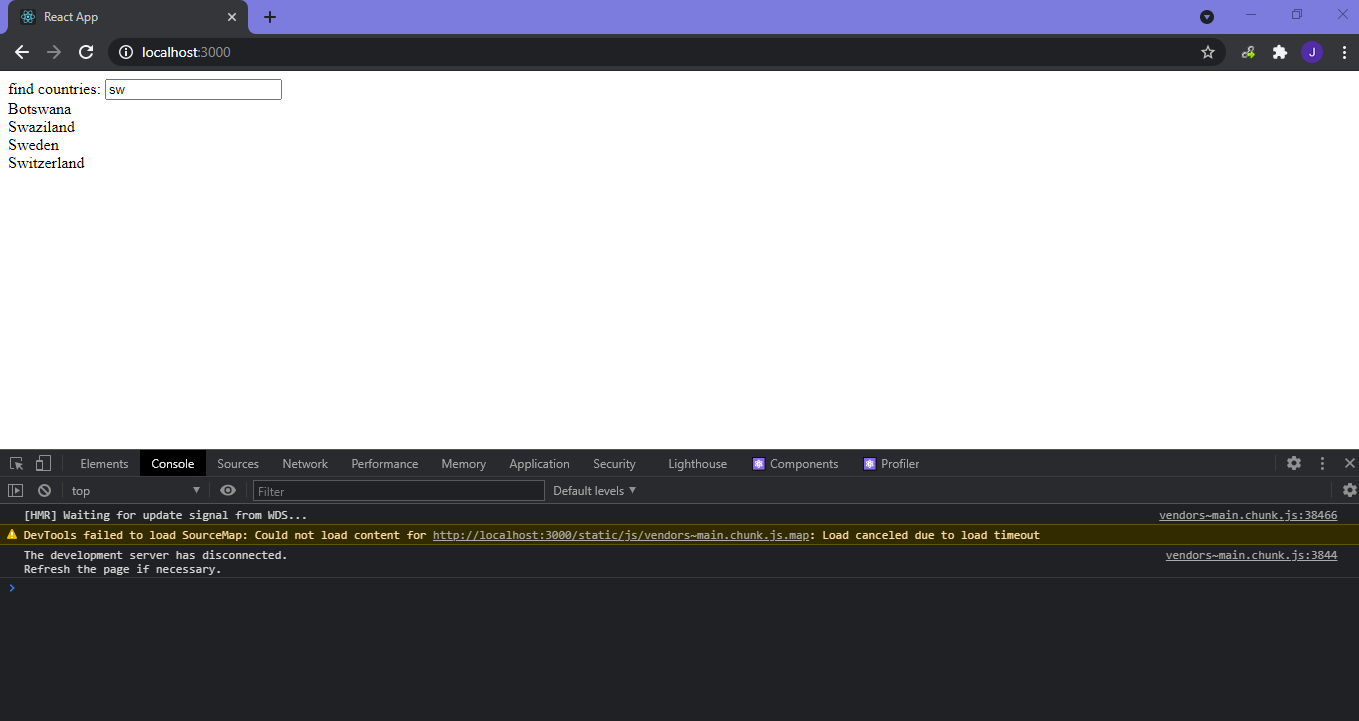 React App
localhost:3000
J
find countries: sw
Botswana
Swaziland
Sweden
Switzerland
Elements Console Sources Network Performance Memory Application Security Lighthouse Components Profiler
top Filter Default levels
[HMR] Waiting for update signal from WDS... vendors~main.chunk.js:38466
DevTools failed to load SourceMap: Could not load content for http://localhost:3000/static/js/vendors~main.chunk.js.map: Load canceled due to load timeout
The development server has disconnected. vendors~main.chunk.js:3844
Refresh the page if necessary.